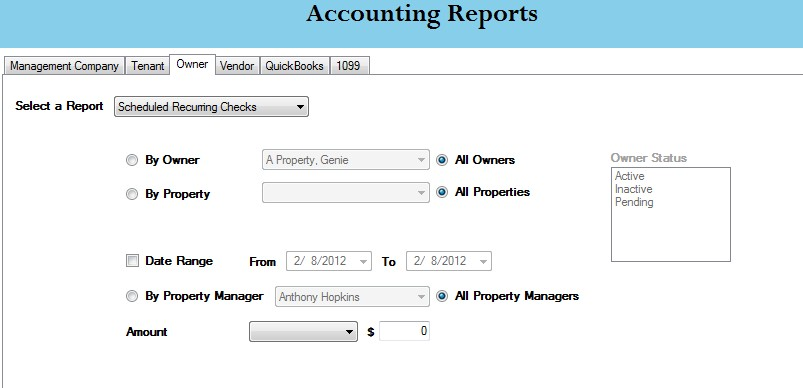 Accounting Reports
Management Company Tenant Owner Vendor QuickBooks 1099
Select a Report Scheduled Recurring Checks
By Owner A Property, Genie All Owners Owner Status
Active
Inactive
Pending
By Property All Properties
Date Range From 2/ 8/2012 To 2/ 8/2012
By Property Manager Anthony Hopkins All Property Managers
Amount $ 0